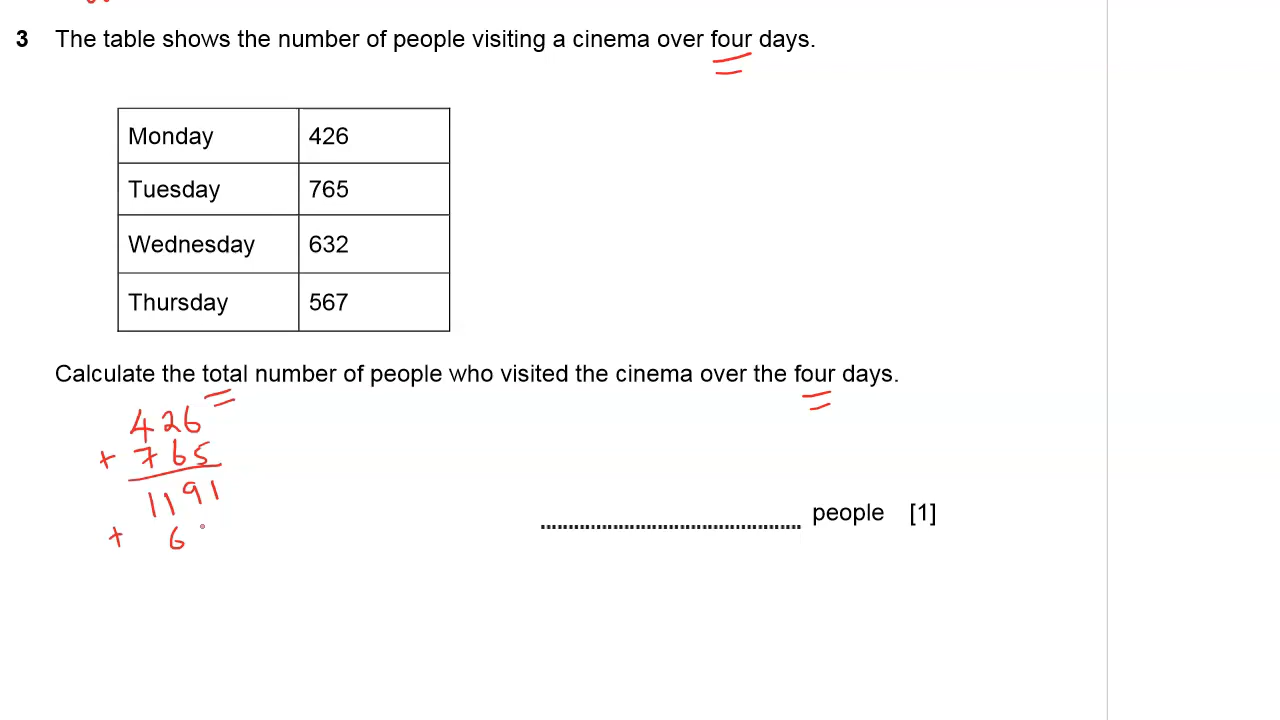 3 The table shows the number of people visiting a cinema over four days.
Monday 426
Tuesday 765
Wednesday 632
Thursday 567
Calculate the total number of people who visited the cinema over the four days.
426
+ 765
1191
+ 6
people [1]